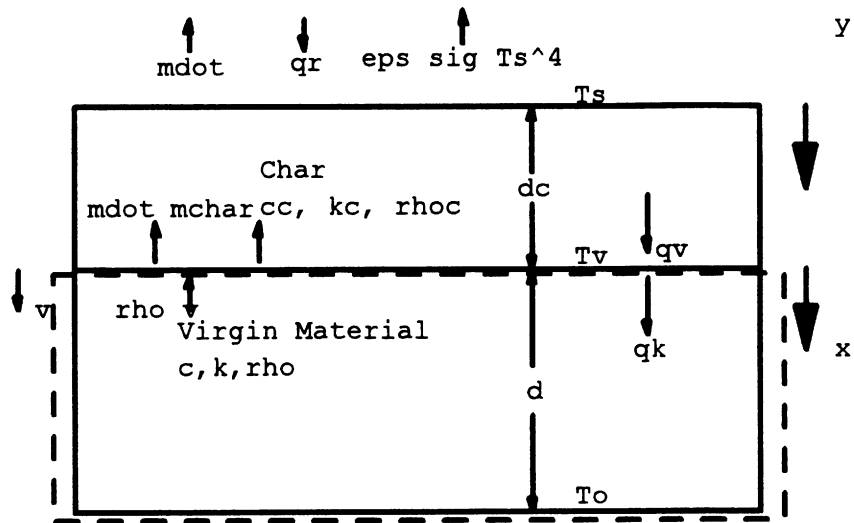 y
mdot qr eps sig Ts^4
Ts
Char
mdot mchar cc, kc, rhoc
dc
Tv qv
v rho v
Virgin Material
c,k,rho
qk
x
d
To